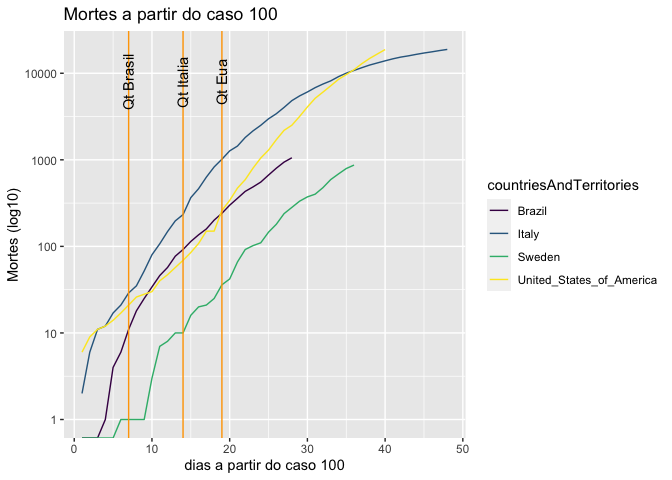 Mortes a partir do caso 100
Qt Brasil
Qt Italia
Qt Eua
10000
1000
100
10
1
Mortes (log10)
0
10
20
30
40
50
dias a partir do caso 100
countriesAndTerritories
Brazil
Italy
Sweden
United_States_of_America